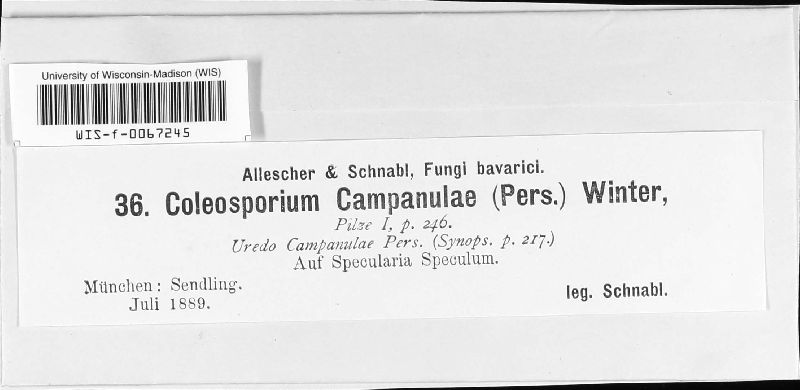 University of Wisconsin-Madison (WIS)
WIS-f-0067245
Allescher & Schnabl, Fungi bavarici.
36. Coleosporium Campanulae (Pers.) Winter,
Pilze I, p. 246.
Uredo Campanulae Pers. (Synops. p. 217.)
Auf Specularia Speculum.
München: Sendling.
Juli 1889.
leg. Schnabl.